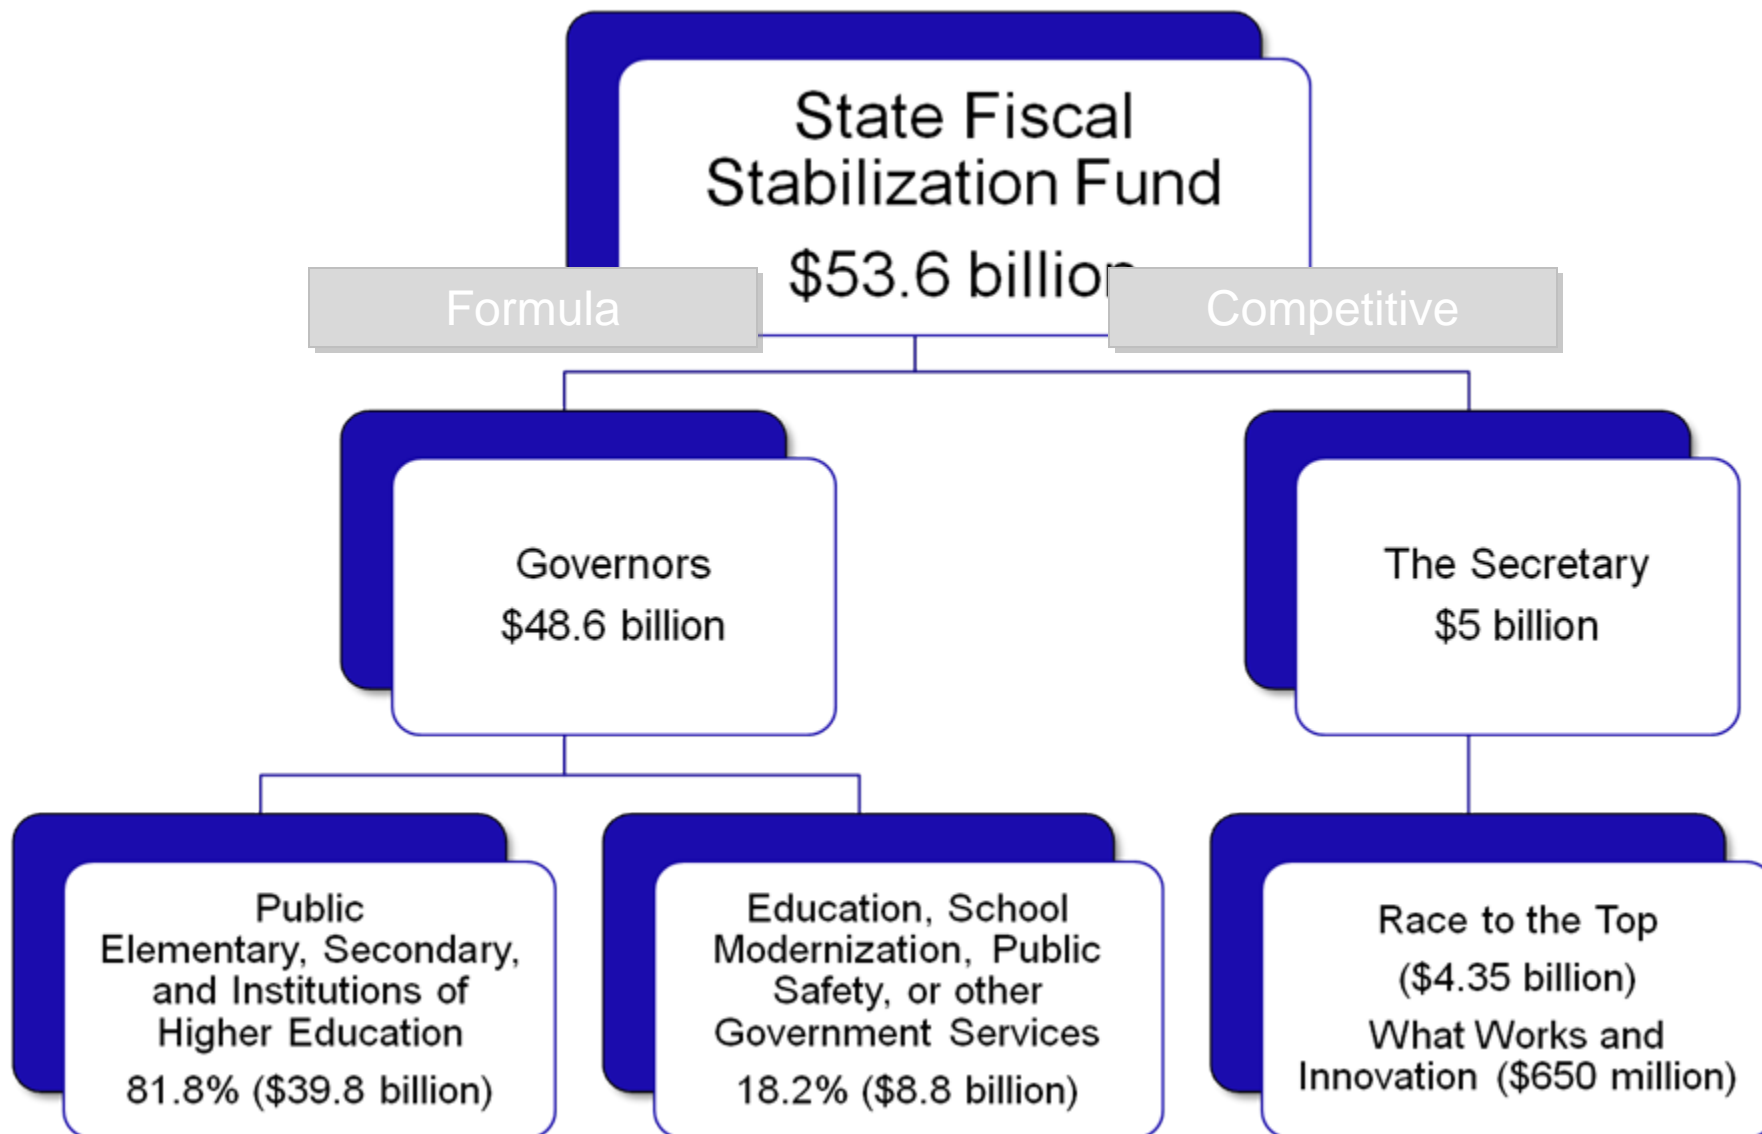 State Fiscal
Stabilization Fund
$53.6 billion
Formula
Competitive
Governors
$48.6 billion
The Secretary
$5 billion
Public
Elementary, Secondary,
and Institutions of
Higher Education
81.8% ($39.8 billion)
Education, School
Modernization, Public
Safety, or other
Government Services
18.2% ($8.8 billion)
Race to the Top
($4.35 billion)
What Works and
Innovation ($650 million)